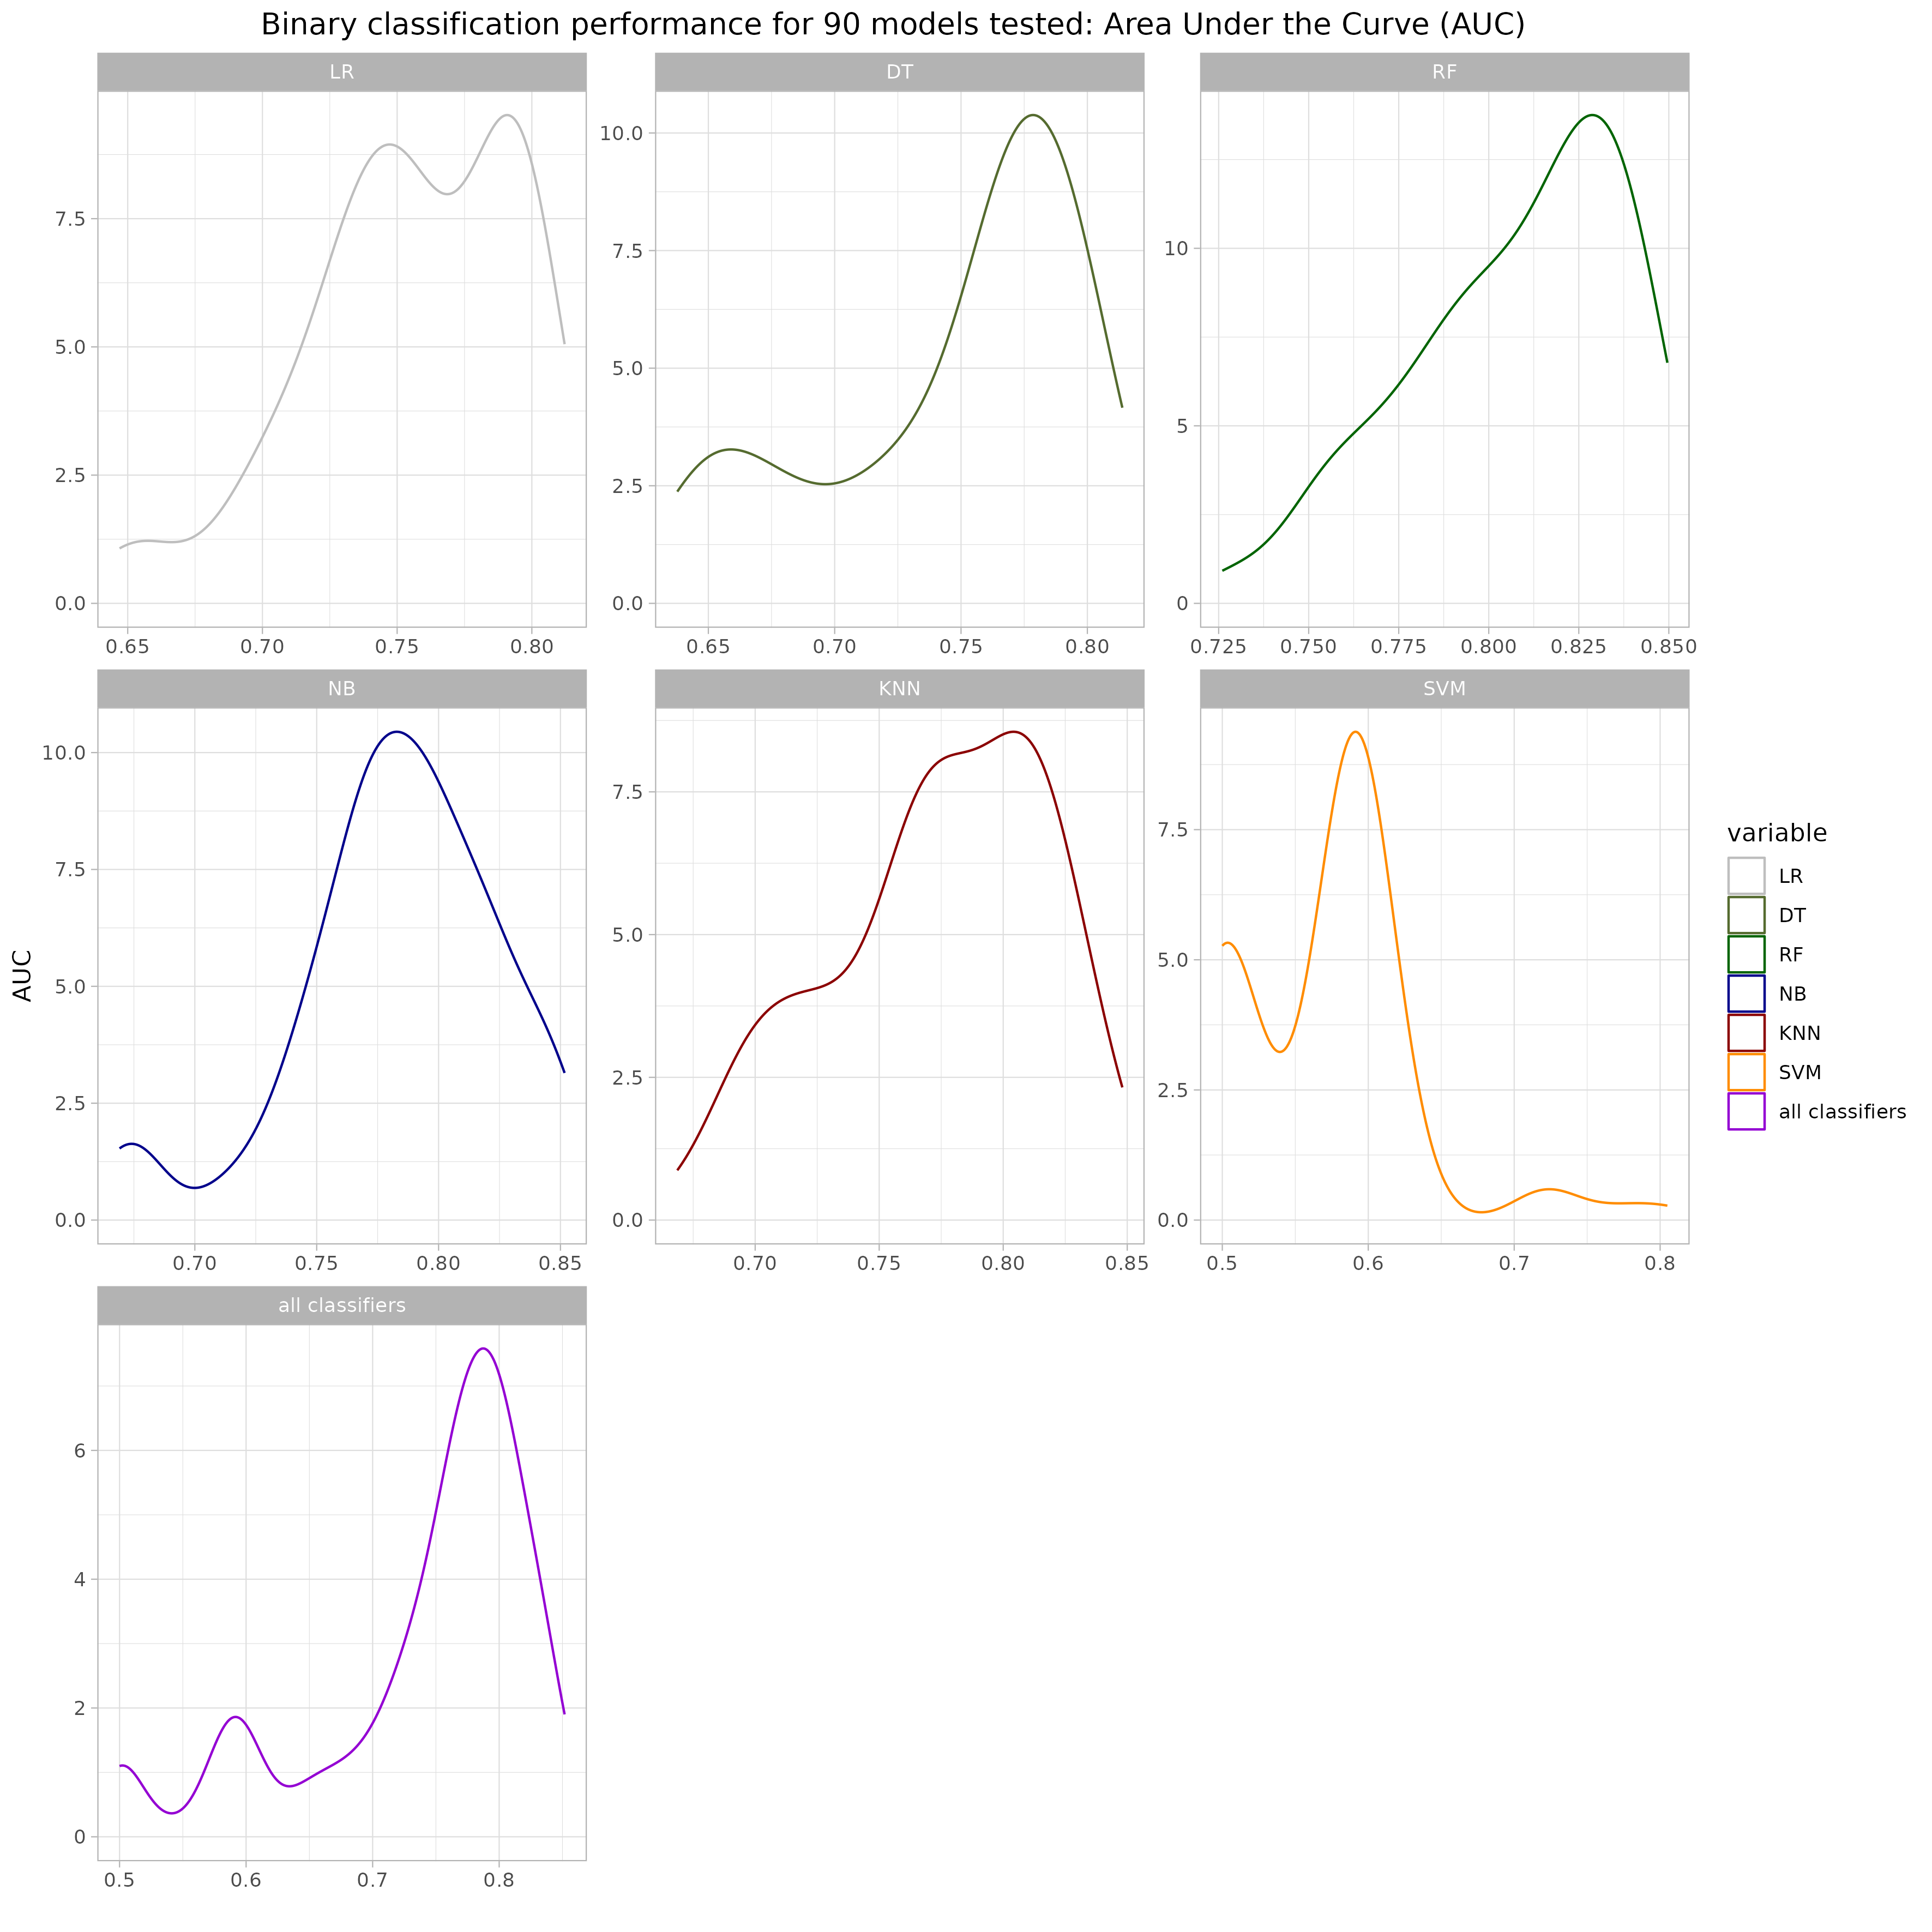 Binary classification performance for 90 models tested: Area Under the Curve (AUC)
LR
DT
RF
7.5
5.0
2.5
0.0
0.65 0.70 0.75 0.80
10.0
7.5
5.0
2.5
0.0
0.65 0.70 0.75 0.80
10
5
0
0.725 0.750 0.775 0.800 0.825 0.850
NB
KNN
SVM
10.0
7.5
5.0
2.5
0.0
0.70 0.75 0.80 0.85
7.5
5.0
2.5
0.0
0.70 0.75 0.80 0.85
7.5
5.0
2.5
0.0
0.5 0.6 0.7 0.8
all classifiers
6
4
2
0
0.5 0.6 0.7 0.8
AUC
variable
LR
DT
RF
NB
KNN
SVM
all classifiers